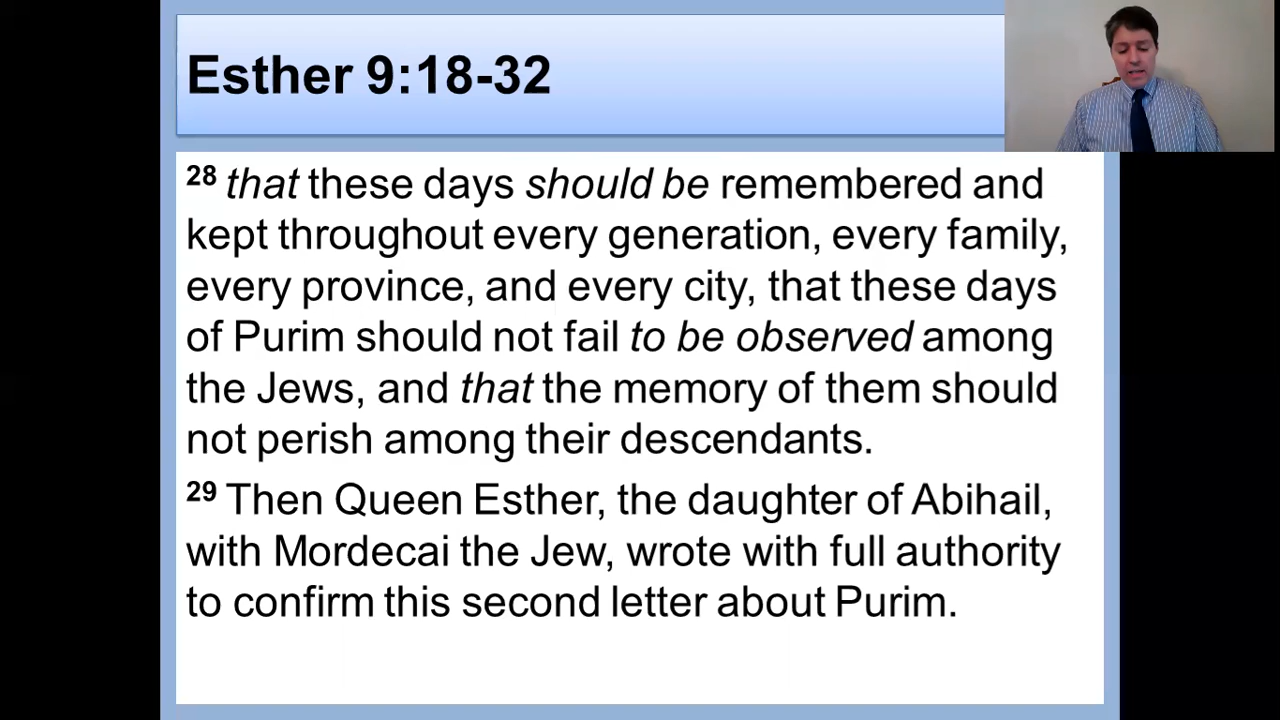 Esther 9:18-32
28 that these days should be remembered and
kept throughout every generation, every family,
every province, and every city, that these days
of Purim should not fail to be observed among
the Jews, and that the memory of them should
not perish among their descendants.
29 Then Queen Esther, the daughter of Abihail,
with Mordecai the Jew, wrote with full authority
to confirm this second letter about Purim.